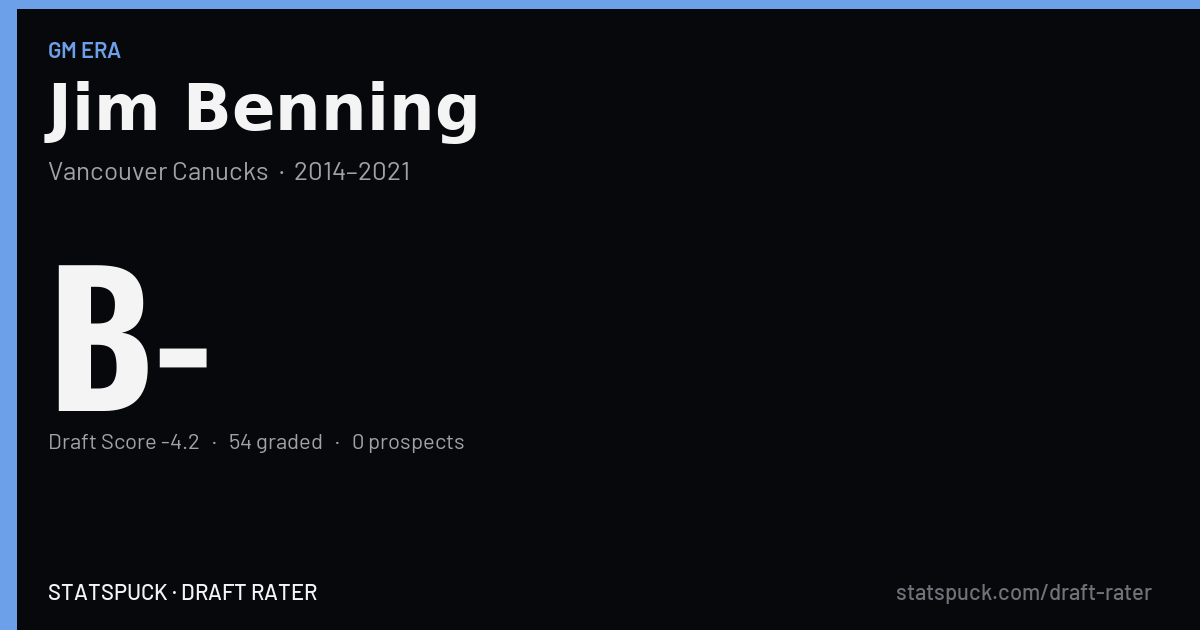 GM ERA
Jim Benning
Vancouver Canucks · 2014–2021
B-
Draft Score -4.2 · 54 graded · 0 prospects
STATSPUCK · DRAFT RATER
statspuck.com/draft-rater